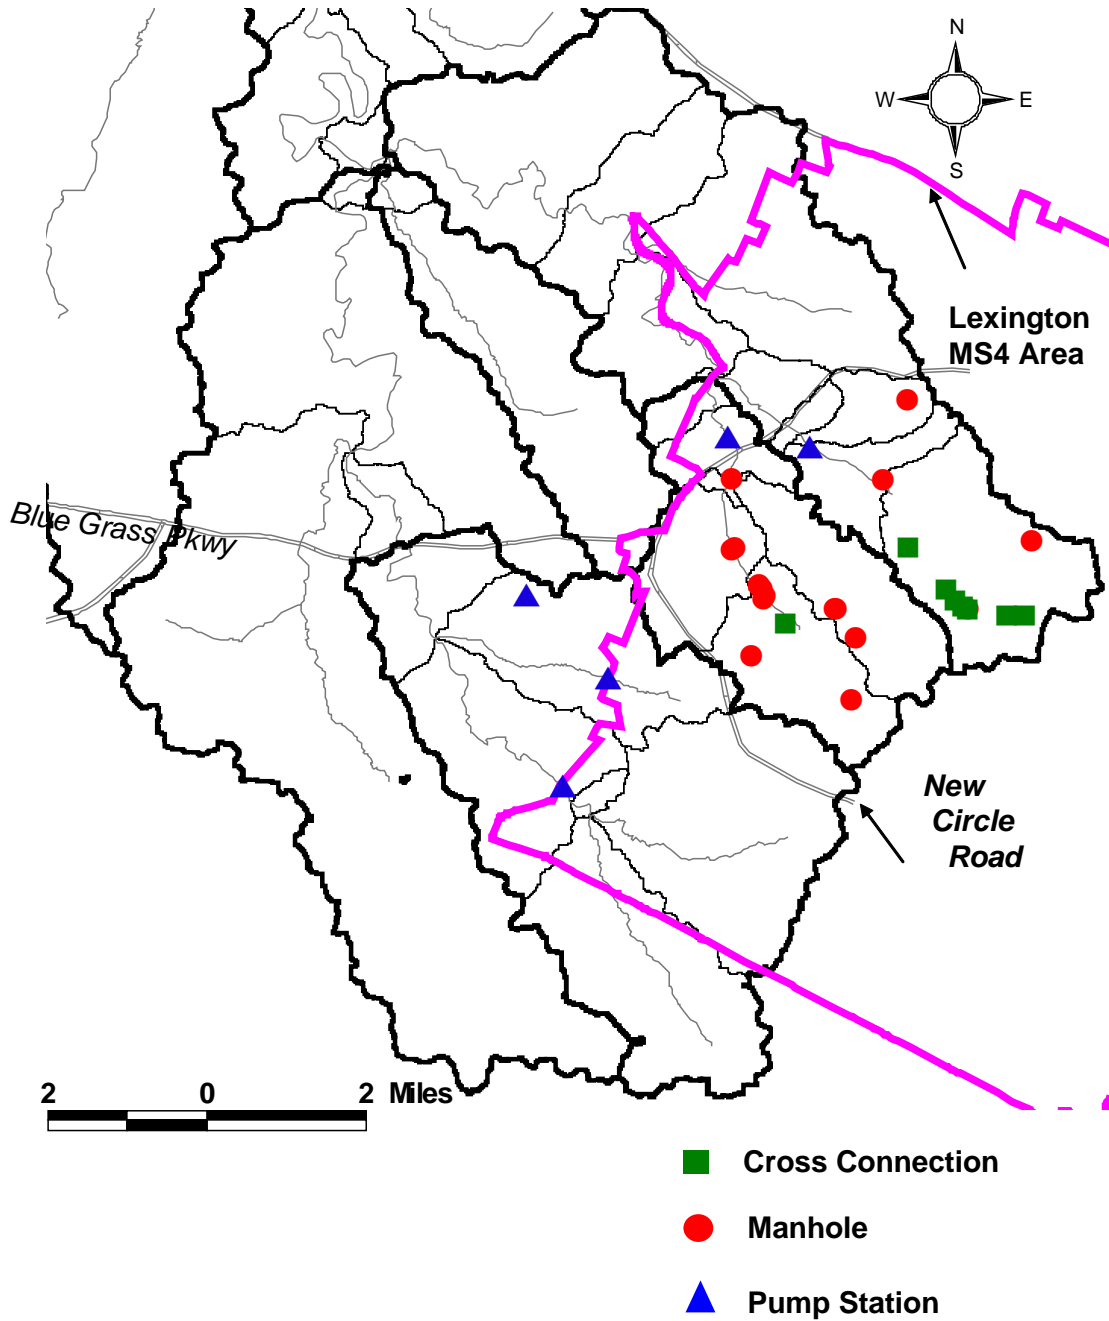 N
W E
S
Lexington
MS4 Area
Blue Grass Pkwy
New
Circle
Road
2 0 2 Miles
Cross Connection
Manhole
Pump Station